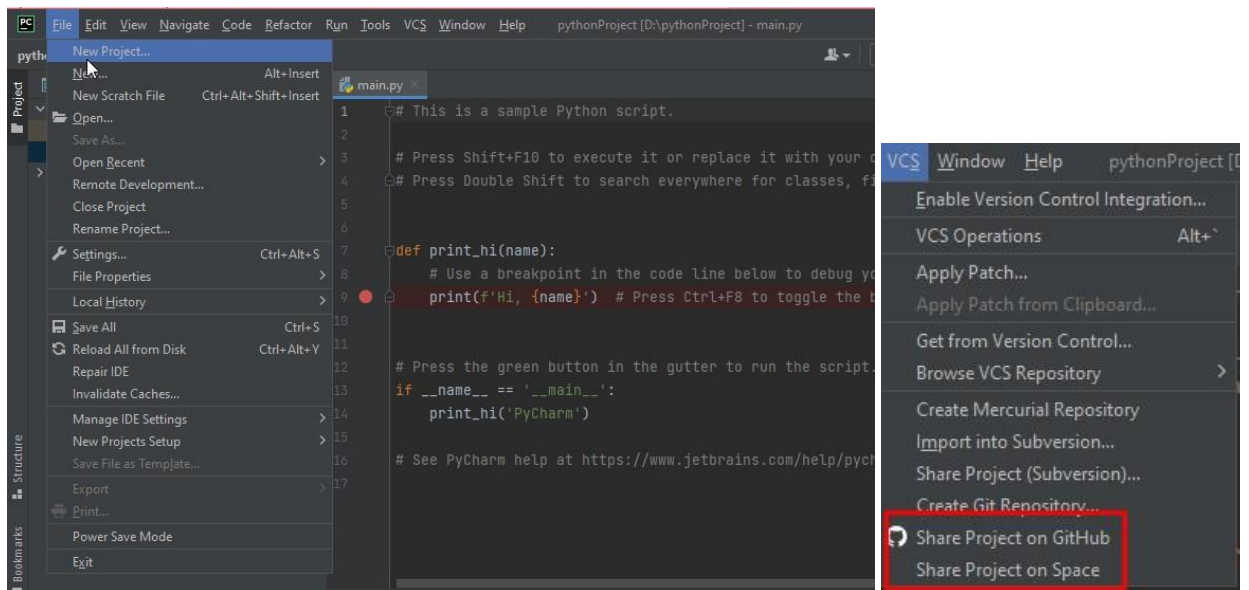 PC File Edit View Navigate Code Refactor Run Tools VCS Window Help pythonProject [D:\pythonProject] - main.py
New Project...
New... Alt+Insert
New Scratch File Ctrl+Alt+Shift+Insert
Open...
Save As...
Open Recent
Remote Development...
Close Project
Rename Project...
Settings... Ctrl+Alt+S
File Properties
Local History
Save All Ctrl+S
Reload All from Disk Ctrl+Alt+Y
Repair IDE
Invalidate Caches...
Manage IDE Settings
New Projects Setup
Save File as Template...
Export
Print...
Power Save Mode
Exit
Project
Structure
Bookmarks
main.py
1 # This is a sample Python script.
2
3 # Press Shift+F10 to execute it or replace it with your
4 # Press Double Shift to search everywhere for classes,
5
6
7 def print_hi(name):
8 # Use a breakpoint in the code line below to debug
9 print(f'Hi, {name}') # Press Ctrl+F8 to toggle the
10
11
12 # Press the green button in the gutter to run the script.
13 if __name__ == '__main__':
14 print_hi('PyCharm')
15
16 # See PyCharm help at https://www.jetbrains.com/help/pych
17
VCS Window Help pythonProject [D
Enable Version Control Integration...
VCS Operations Alt+`
Apply Patch...
Apply Patch from Clipboard...
Get from Version Control...
Browse VCS Repository
Create Mercurial Repository
Import into Subversion...
Share Project (Subversion)...
Create Git Repository...
Share Project on GitHub
Share Project on Space